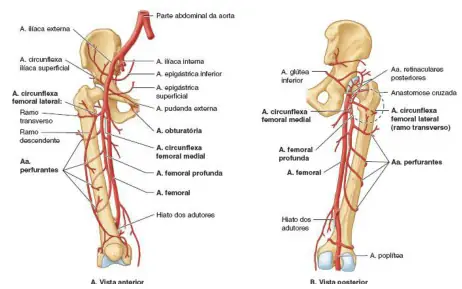 Parte abdominal da aorta
A. ilíaca externa
A. circunflexa
ilíaca superficial
A. circunflexa
femoral lateral:
Ramo
transverso
Ramo
descendente
Aa.
perfurantes
A. ilíaca interna
A. epigástrica inferior
A. epigástrica
superficial
A. pudenda externa
A. obturatória
A. circunflexa
femoral medial
A. femoral profunda
A. femoral
Hiato dos adutores
A. Vista anterior
A. glútea
inferior
A. circunflexa
femoral medial
A. femoral
profunda
A. femoral
Hiato dos
adutores
Aa. retinaculares
posteriores
Anastomose cruzada
A. circunflexa
femoral lateral
(ramo transverso)
Aa. perfurantes
A. poplítea
B. Vista posterior